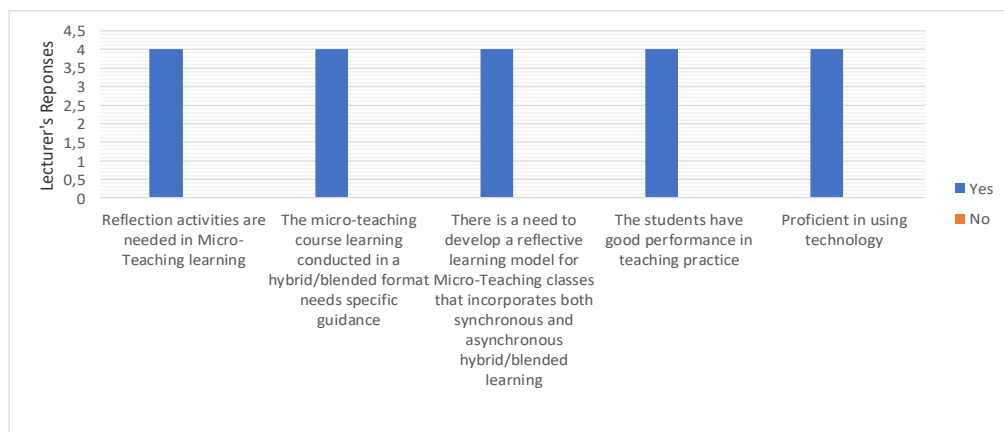 4,5
4
3,5
3
2,5
2
1,5
1
0,5
0
Lecturer's Reponses
Reflection activities are
needed in Micro-
Teaching learning
The micro-teaching
course learning
conducted in a
hybrid/blended format
needs specific
guidance
There is a need to
develop a reflective
learning model for
Micro-Teaching classes
that incorporates both
synchronous and
asynchronous
hybrid/blended
learning
The students have
good performance in
teaching practice
Proficient in using
technology
Yes
No